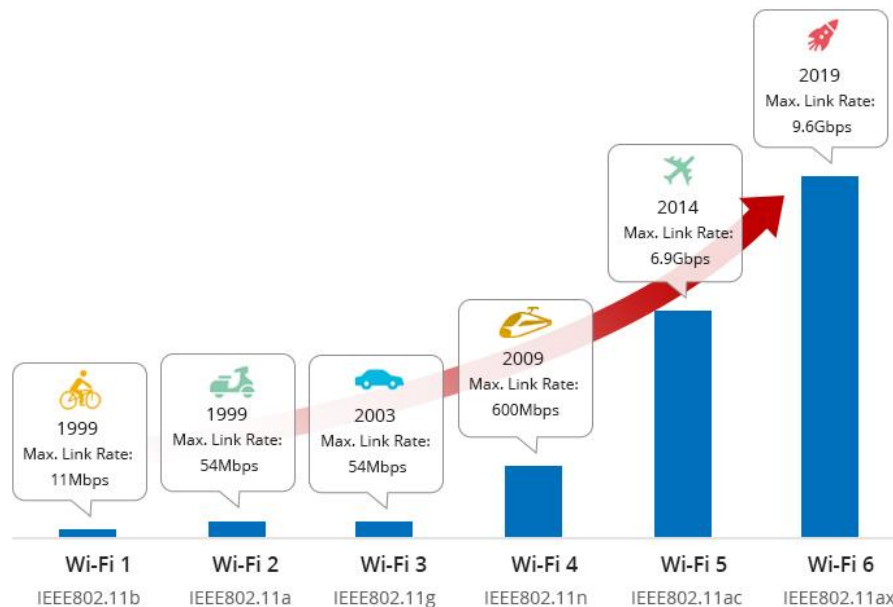 1999
Max. Link Rate:
11Mbps
1999
Max. Link Rate:
54Mbps
2003
Max. Link Rate:
54Mbps
2009
Max. Link Rate:
600Mbps
2014
Max. Link Rate:
6.9Gbps
2019
Max. Link Rate:
9.6Gbps
Wi-Fi 1
IEEE802.11b
Wi-Fi 2
IEEE802.11a
Wi-Fi 3
IEEE802.11g
Wi-Fi 4
IEEE802.11n
Wi-Fi 5
IEEE802.11ac
Wi-Fi 6
IEEE802.11ax